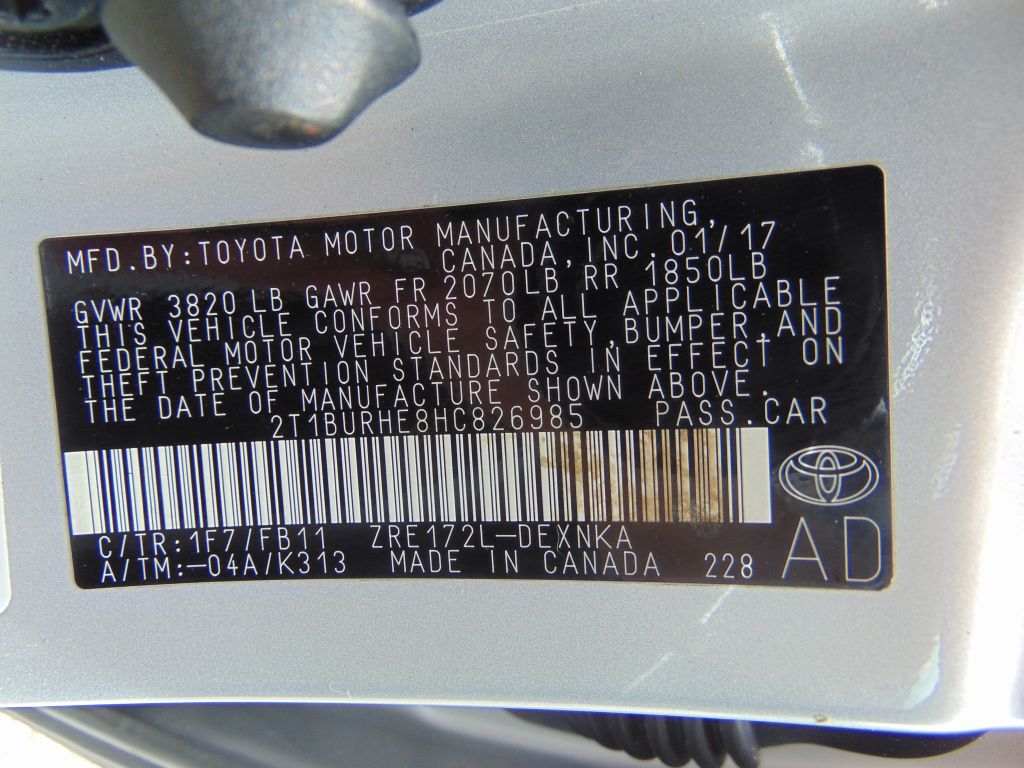 MFD.BY:TOYOTA MOTOR MANUFACTURING,
CANADA, INC. 01/17
GVWR 3820 LB GAWR FR 2070LB RR 1850LB
THIS VEHICLE CONFORMS TO ALL APPLICABLE
FEDERAL MOTOR VEHICLE SAFETY, BUMPER, AND
THEFT PREVENTION STANDARDS IN EFFECT ON
THE DATE OF MANUFACTURE SHOWN ABOVE.
2T1BURHE8HC826985 PASS.CAR
C/TR:1F7/FB11 ZRE172L-DEXNKA
A/TM:-04A/K313 MADE IN CANADA 228
AD